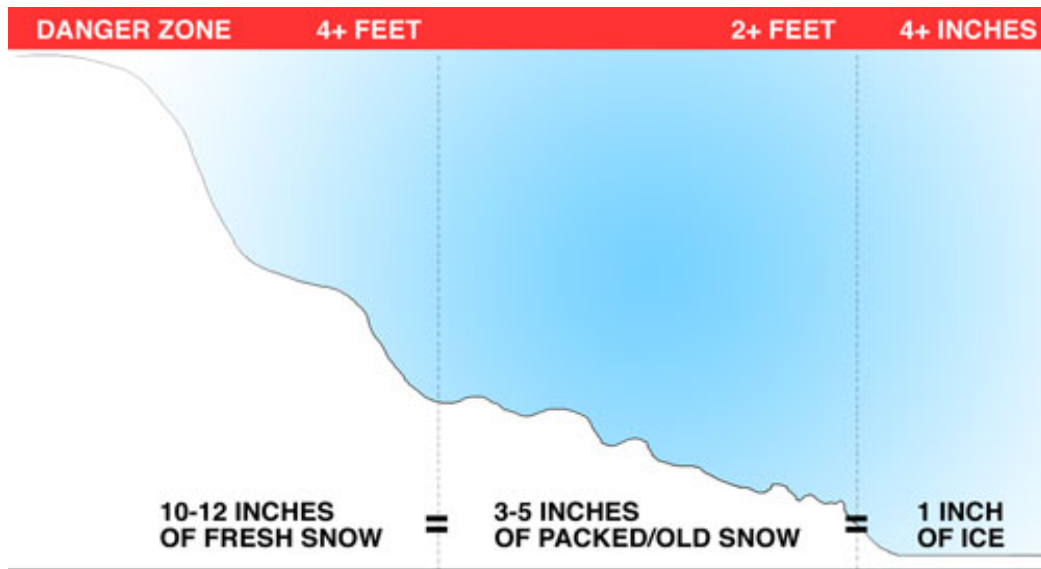 DANGER ZONE 4+ FEET 2+ FEET 4+ INCHES
10-12 INCHES
OF FRESH SNOW
=
3-5 INCHES
OF PACKED/OLD SNOW
=
1 INCH
OF ICE